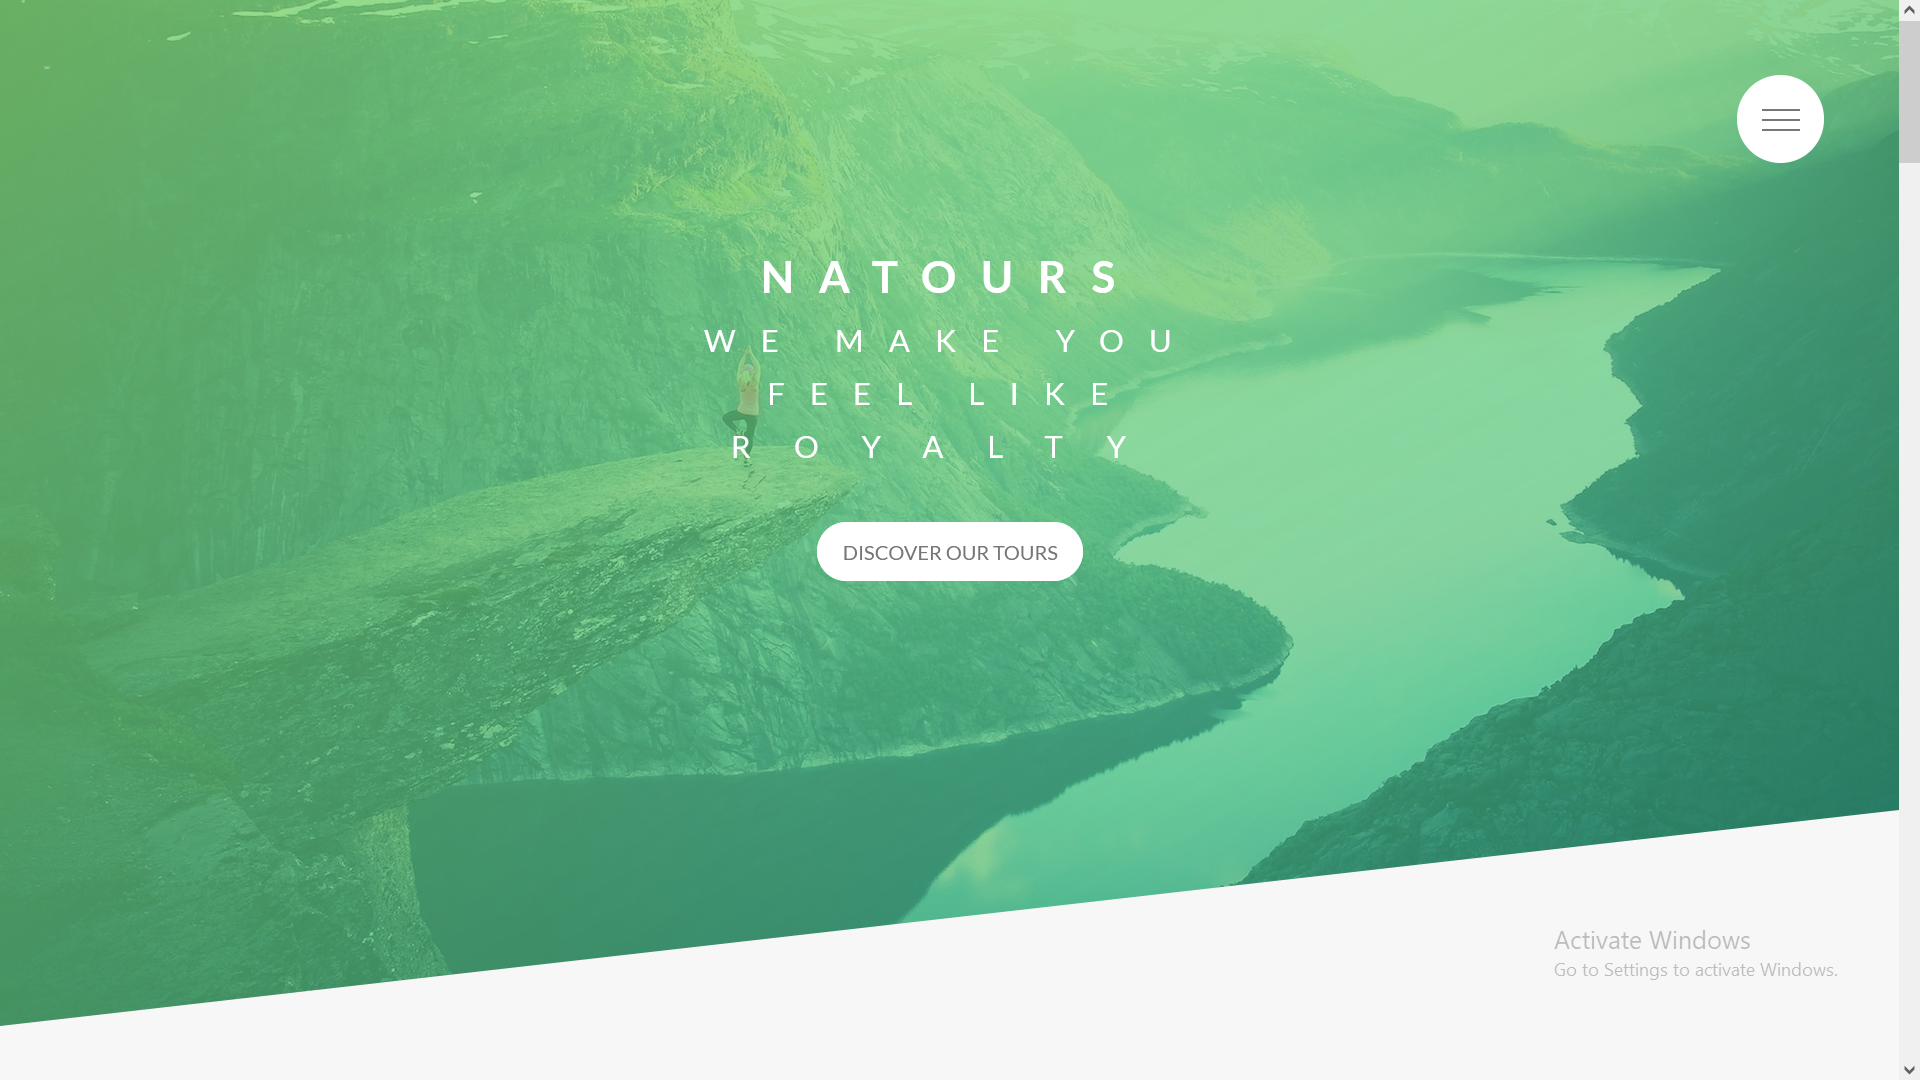 NATOURS
WE MAKE YOU
FEEL LIKE
ROYALTY
DISCOVER OUR TOURS
Activate Windows
Go to Settings to activate Windows.